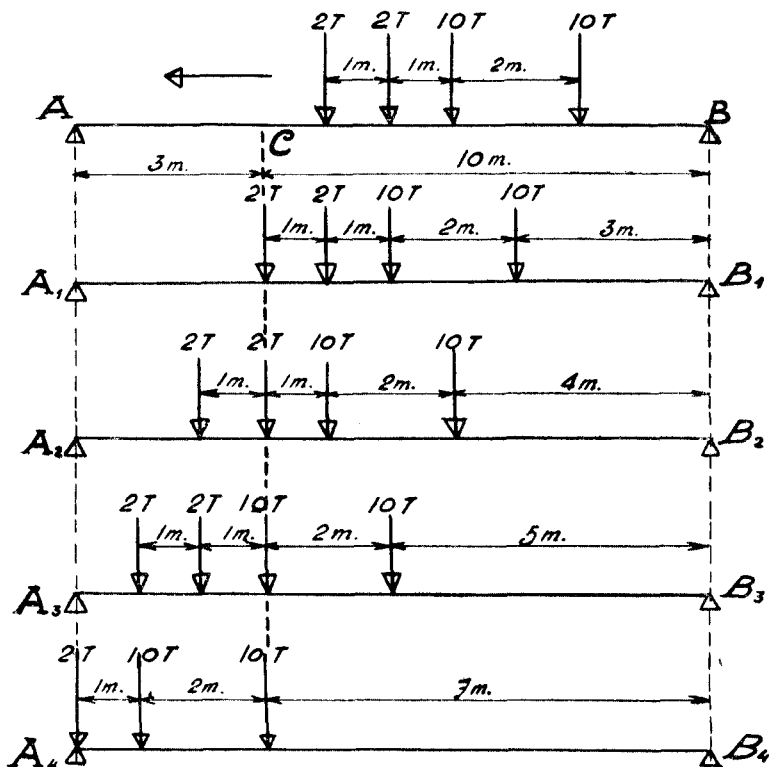 2T 2T 10T 10T
1m. 1m. 2m.
A B
C
3m. 10m.
2T 2T 10T 10T
1m. 1m. 2m. 3m.
A₁ B₁
2T 2T 10T 10T
1m. 1m. 2m. 4m.
A₂ B₂
2T 2T 10T 10T
1m. 1m. 2m. 5m.
A₃ B₃
2T 10T 10T
1m. 2m. 7m.
A₄ B₄